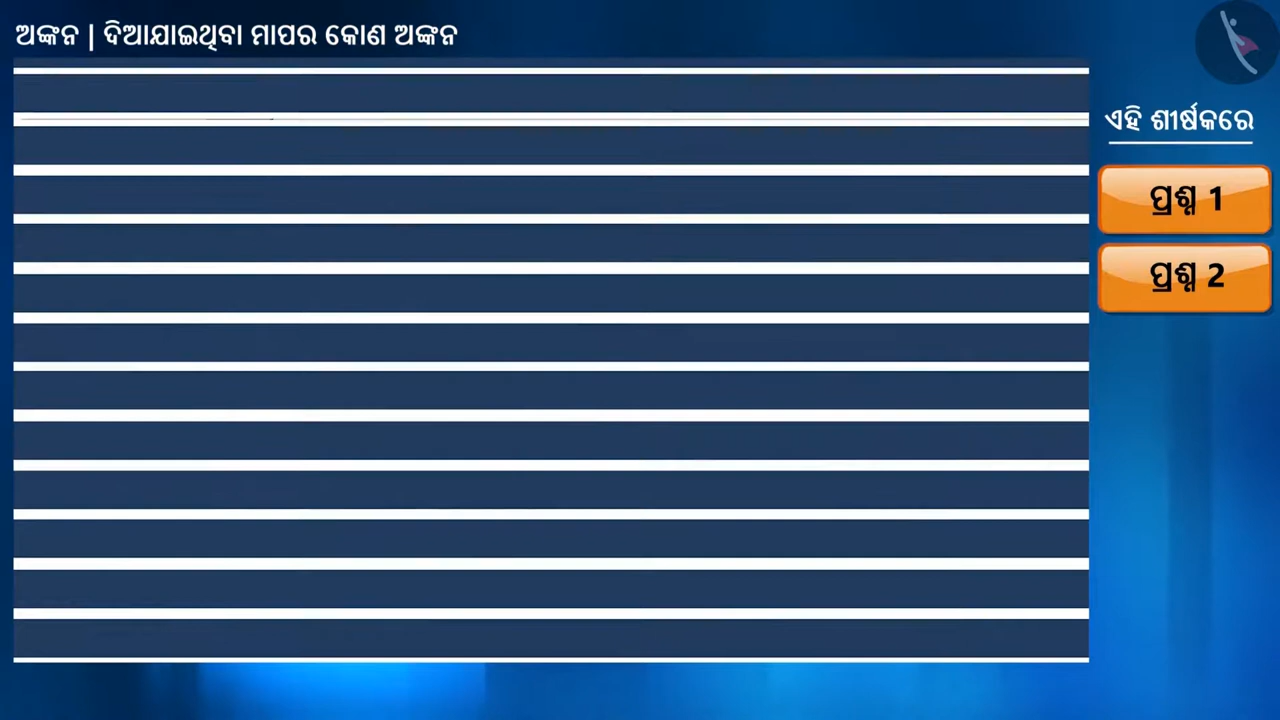 ଅଙ୍କନ | ଦିଆଯାଇଥିବା ମାପର କୋଣ ଅଙ୍କନ
ଏହି ଶୀର୍ଷକରେ
ପ୍ରଶ୍ନ 1
ପ୍ରଶ୍ନ 2